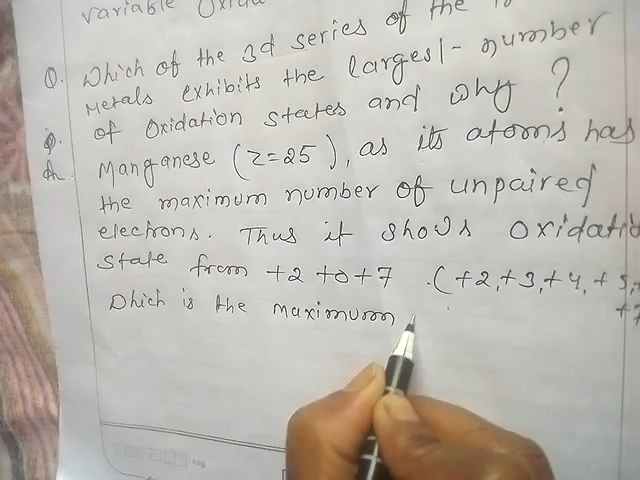 variable Oxida
Q. Which of the 3d series of the
Metals exhibits the largest number
of Oxidation states and why ?
Manganese (Z=25), as its atoms has
the maximum number of unpaired
electrons. Thus it shows Oxidatio
state from +2 to +7 (+2,+3,+4,+5,
+7
Which is the maximum